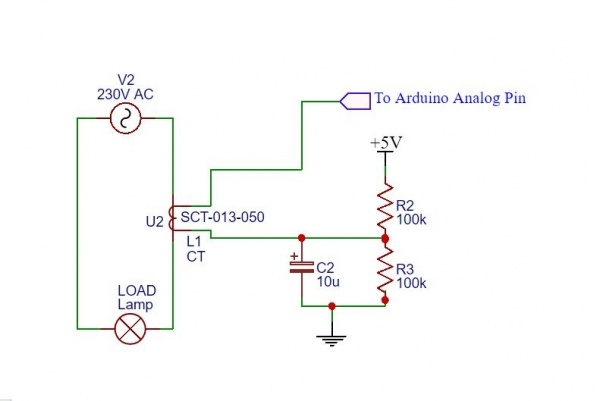 V2
230V AC
To Arduino Analog Pin
+5V
R2
100k
SCT-013-050
U2
L1
CT
+
C2
10u
R3
100k
LOAD
Lamp